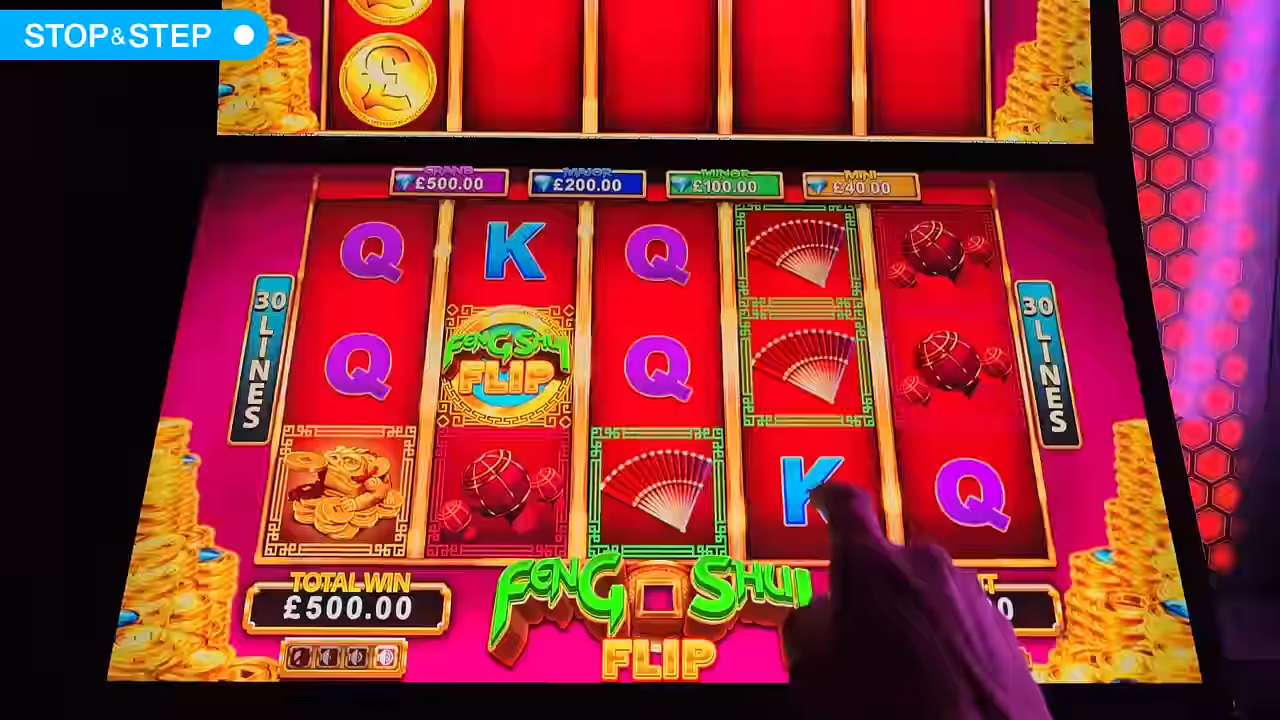 STOP&STEP
£
GRAND
£500.00
MAJOR
£200.00
MINOR
£100.00
MINI
£40.00
Q K Q
30 LINES
30 LINES
Q FENG SHUI FLIP Q
K Q
TOTAL WIN
£500.00
FENG SHUI
FLIP